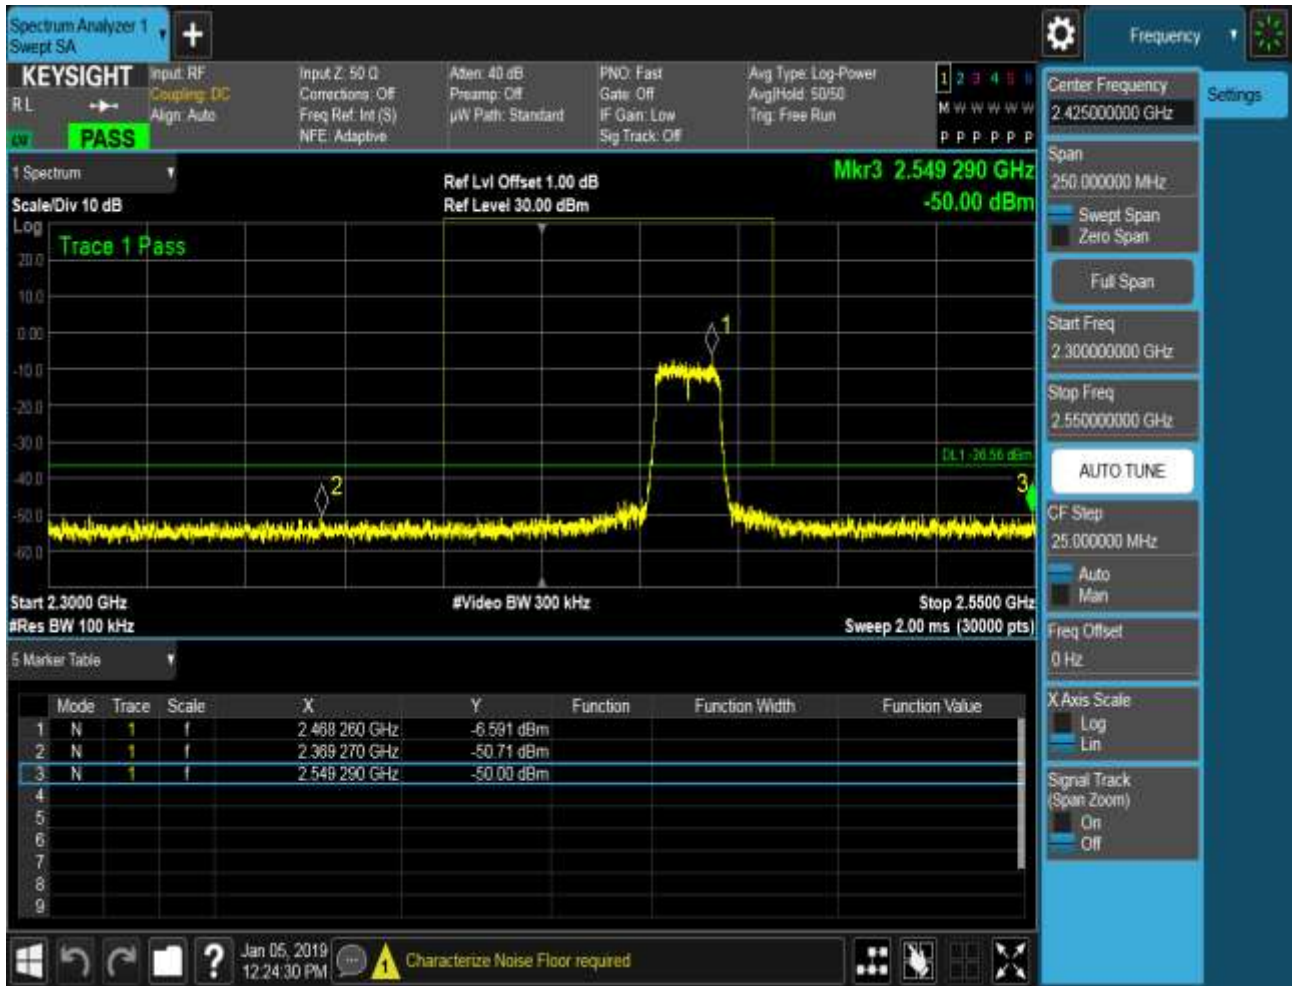 Spectrum Analyzer 1
Swept SA
+
Frequency
KEYSIGHT
RL
PASS
Input: RF
Coupling: DC
Align: Auto
Input Z: 50 Ω
Corrections: Off
Freq Ref: Int (S)
NFE: Adaptive
Atten: 40 dB
Preamp: Off
µW Path: Standard
PNO: Fast
Gate: Off
IF Gain: Low
Sig Track: Off
Avg Type: Log-Power
Avg|Hold: 50/50
Trig: Free Run
1 2 3 4 5 6
M W W W W W
P P P P P P
1 Spectrum
Scale/Div 10 dB
Ref Lvl Offset 1.00 dB
Ref Level 30.00 dBm
Mkr3 2.549 290 GHz
-50.00 dBm
Log
Trace 1 Pass
20.0
10.0
0.00
-10.0
-20.0
-30.0
-40.0
-50.0
-60.0
1
2
3
DL1 -36.56 dBm
Start 2.3000 GHz
#Video BW 300 kHz
Stop 2.5500 GHz
#Res BW 100 kHz
Sweep 2.00 ms (30000 pts)
5 Marker Table
Mode Trace Scale X Y Function Function Width Function Value
1 N 1 f 2.468 260 GHz -6.591 dBm
2 N 1 f 2.369 270 GHz -50.71 dBm
3 N 1 f 2.549 290 GHz -50.00 dBm
4
5
6
7
8
9
?
Jan 05, 2019
12:24:30 PM
1
Characterize Noise Floor required
Center Frequency
2.425000000 GHz
Settings
Span
250.000000 MHz
Swept Span
Zero Span
Full Span
Start Freq
2.300000000 GHz
Stop Freq
2.550000000 GHz
AUTO TUNE
CF Step
25.000000 MHz
Auto
Man
Freq Offset
0 Hz
X Axis Scale
Log
Lin
Signal Track
(Span Zoom)
On
Off